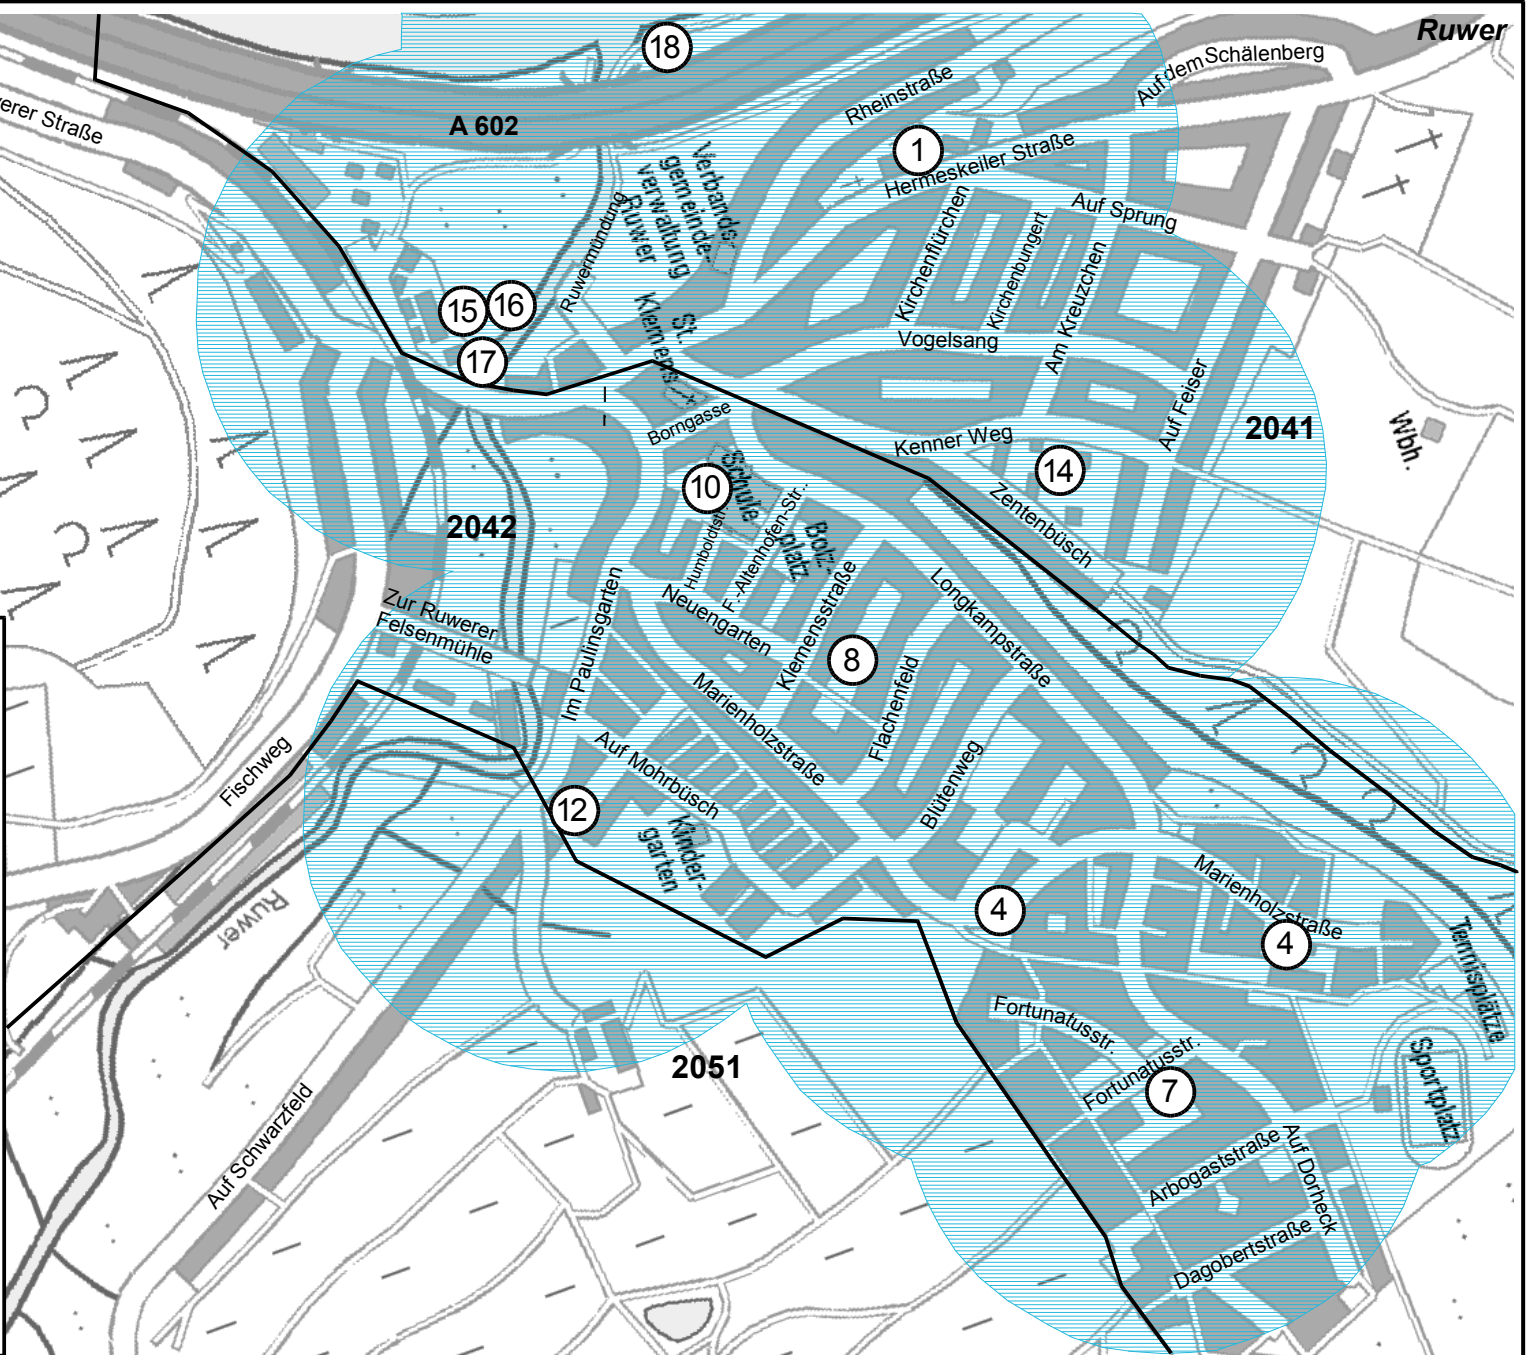 Ruwer
18
Auf dem Schälenberg
erer Straße
A 602
Rheinstraße
1
Hermeskeiler Straße
Verbands-
gemeinde-
verwaltung
Ruwer
Auf Sprung
Ruwermündung
Kirchenflürchen
Kirchenbungert
Am Kreuzchen
15
16
17
St.
Klemens
Vogelsang
Auf Feiser
Borngasse
Kenner Weg
2041
Wbh.
14
10
Schule
Zentenbüsch
2042
Humboldtstr.
F.-Altenhofen-Str..
Bolz-
platz
Zur Ruwerer
Felsenmühle
Im Paulinsgarten
Neuengarten
Klemensstraße
Longkampstraße
8
Flachenfeld
Marienholzstraße
Fischweg
Auf Mohrbüsch
Blütenweg
12
Kinder-
garten
Ruwer
4
Marienholzstraße
4
Tennisplätze
Fortunatusstr.
2051
Fortunatusstr.
7
Sportplatz
Auf Schwarzfeld
Arbogaststraße
Auf Dorheck
Dagobertstraße